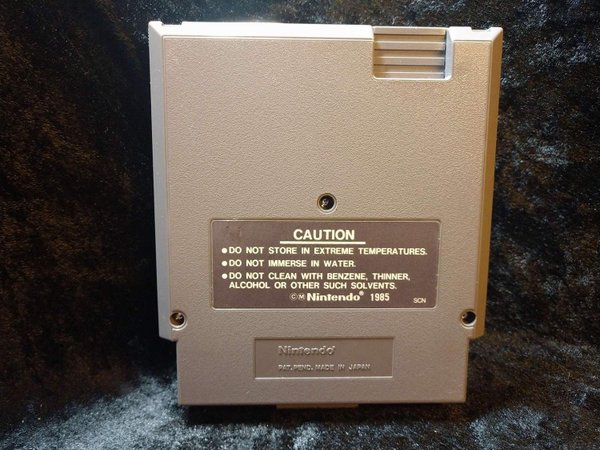 CAUTION
● DO NOT STORE IN EXTREME TEMPERATURES.
● DO NOT IMMERSE IN WATER.
● DO NOT CLEAN WITH BENZENE, THINNER,
ALCOHOL OR OTHER SUCH SOLVENTS.
©Ⓜ Nintendo® 1985 SCN
Nintendo®
PAT. PEND. MADE IN JAPAN